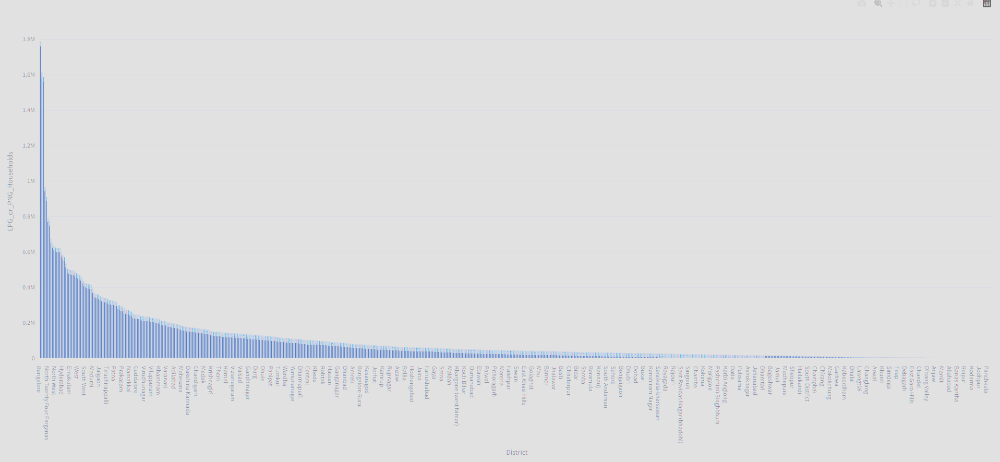 1.8M
1.6M
1.4M
1.2M
1M
0.8M
0.6M
0.4M
0.2M
0
LPG_or_PNG_Households
Bangalore
North Twenty Four Parganas
North West
Hyderabad
Ernakulam
West
South West
Madurai
Jalgaon
Tiruchirappalli
Patna
Prakasam
Namakkal
Cuddalore
Virudhunagar
Viluppuram
Khammam
Varanasi
Adilabad
Mahesana
Dakshina Kannada
Chandigarh
Medak
Krishnagiri
Theni
Karnal
Vizianagaram
Valsad
Gandhinagar
Durg
Dhule
Panipat
Tumkur
Wardha
Yamunanagar
Dharmapuri
Central
Kheda
Rohtak
Hassan
Ganganagar
Dhanbad
Amreli
Bangalore Rural
Kasaragod
Jorhat
Kamrup
Rupnagar
Aizawl
Ballia
Hoshangabad
Jalna
Farrukhabad
Gaya
Satna
Maldah
Khargone (west Nimar)
Koch Bihar
Osmanabad
Etawah
Palwal
Pithoragarh
Morena
Fatehpur
Siwan
East Khasi Hills
Golaghat
Mau
Barmer
Jhalawar
Basti
Chhatarpur
Bidar
Samba
Baramula
Kannauj
South Andaman
Sehore
Bongaigaon
Dhubri
Dohad
Buxar
Kanshiram Nagar
Saraikela-kharsawan
Rayagada
Rajouri
Sant Ravidas Nagar (bhadohi)
Singrauli
Chamba
Kohima
Morigaon
Pashchimi Singhbhum
Karbi Anglong
Datia
Pulwama
Ashoknagar
Jehanabad
Dhamtari
Bageshwar
Jamui
Madhepura
Sheopur
Hailakandi
South District
Champhai
Chirang
Mokokchung
Garhwa
Kabeerdham
Dhalai
Lawngtlai
Changlang
Arwal
Khunti
Simdega
Tirap
Debagarh
East Garo Hills
Chandel
Dibang Valley
Anjaw
Mamit
Allahabad
Banas Kantha
Raipur
Kodarma
Jodhpur
Panchkula
District